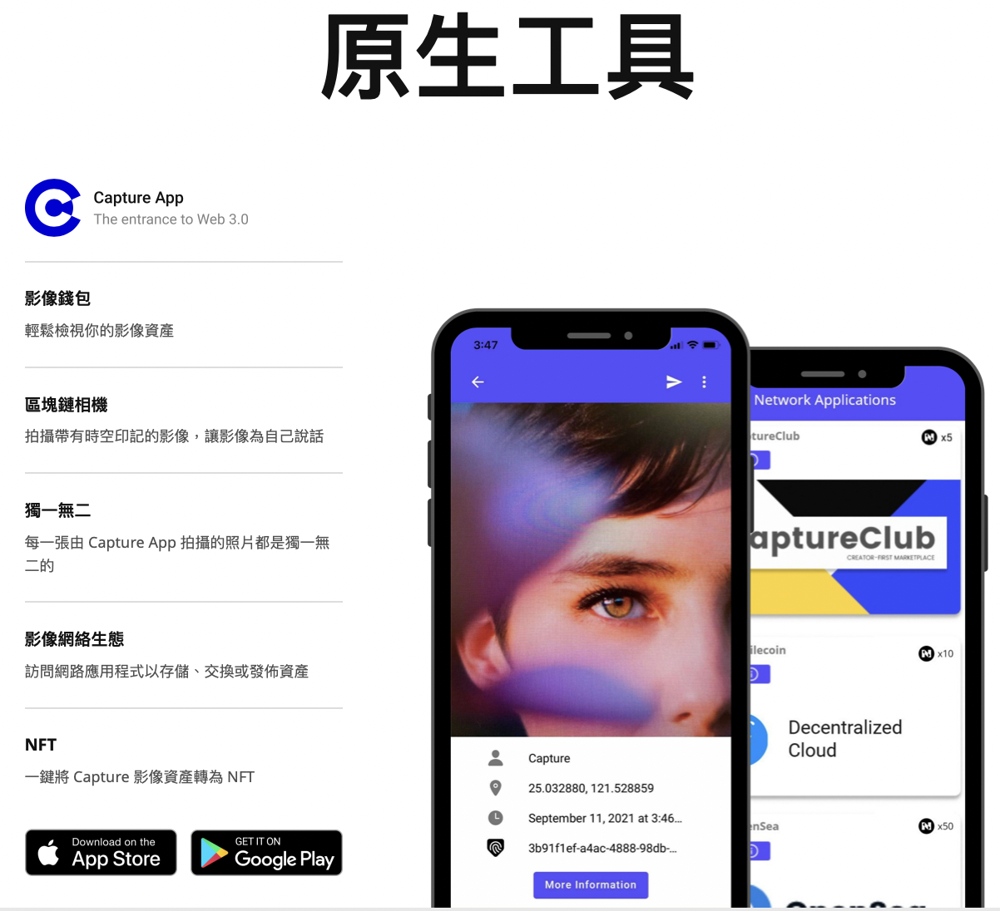 原生工具
Capture App
The entrance to Web 3.0
影像錢包
輕鬆檢視你的影像資產
區塊鏈相機
拍攝帶有時空印記的影像，讓影像為自己說話
獨一無二
每一張由 Capture App 拍攝的照片都是獨一無
二的
影像網絡生態
訪問網路應用程式以存儲、交換或發佈資產
NFT
一鍵將 Capture 影像資產轉為 NFT
Download on the
App Store
GET IT ON
Google Play
3:47
Capture
25.032880, 121.528859
September 11, 2021 at 3:46...
3b91f1ef-a4ac-4888-98db-...
More Information
Network Applications
tureClub
x5
aptureClub
CREATOR-FIRST MARKETPLACE
ilecoin
x10
Decentralized
Cloud
nSea
x50
OpenSea